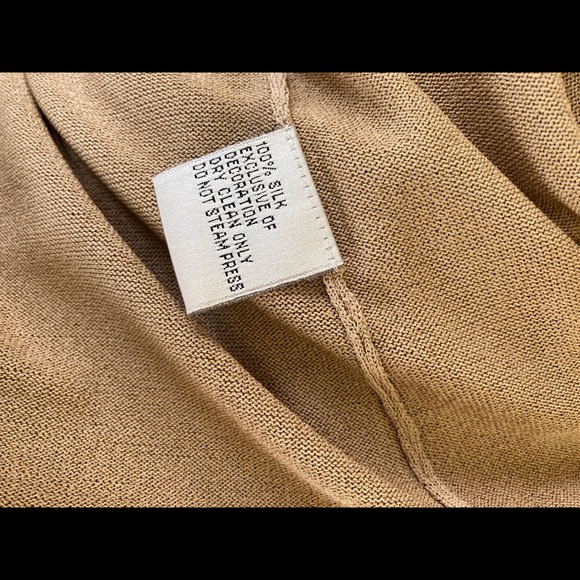 100% SILK
EXCLUSIVE OF
DECORATION
DRY CLEAN ONLY
DO NOT STEAM PRESS